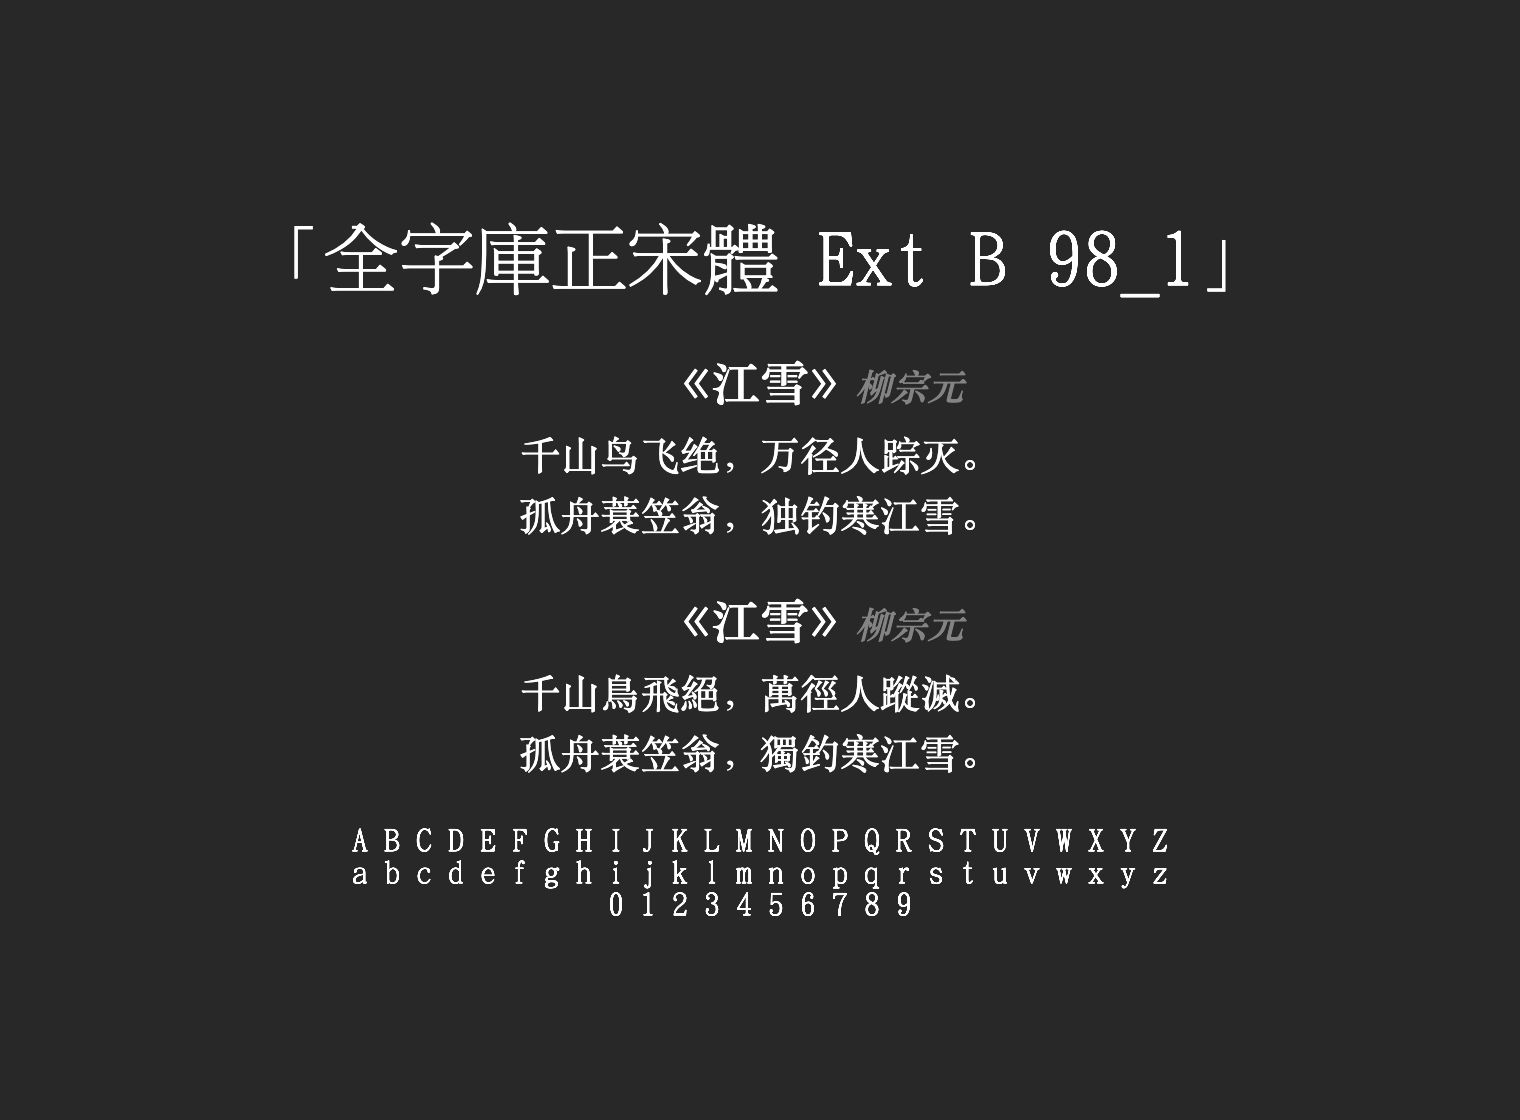 「全字庫正宋體 Ext B 98_1」
《江雪》 柳宗元
千山鸟飞绝，万径人踪灭。
孤舟蓑笠翁，独钓寒江雪。
《江雪》 柳宗元
千山鳥飛絕，萬徑人蹤滅。
孤舟蓑笠翁，獨釣寒江雪。
A B C D E F G H I J K L M N O P Q R S T U V W X Y Z
a b c d e f g h i j k l m n o p q r s t u v w x y z
0 1 2 3 4 5 6 7 8 9